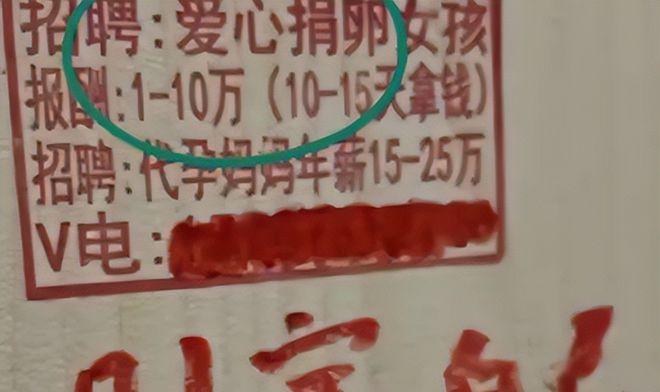 招聘:爱心捐卵女孩
报酬:1-10万(10-15天拿钱)
招聘:代孕妈妈年薪15-25万
V电: